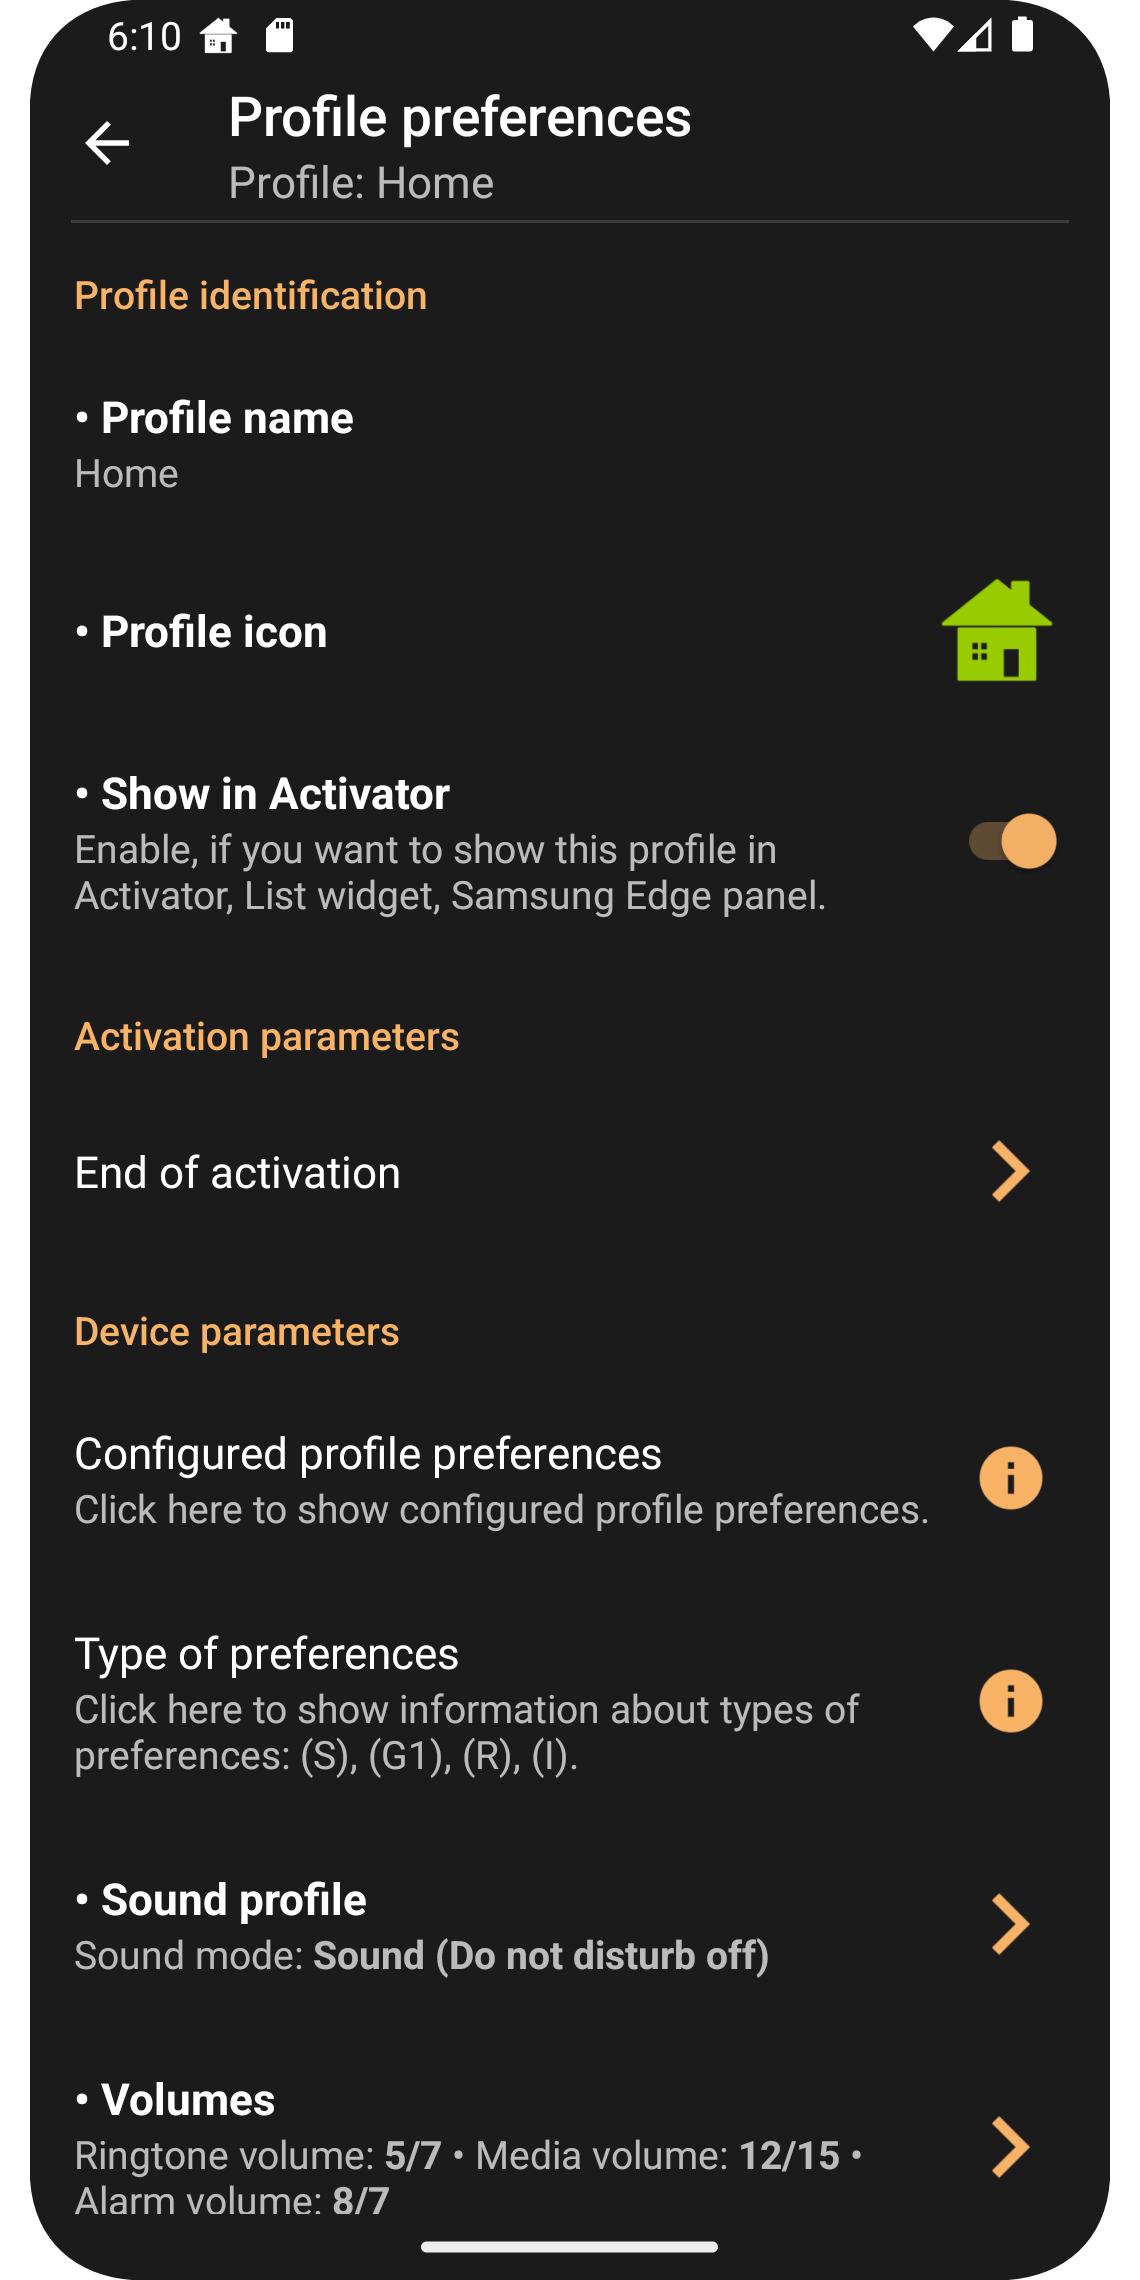 6:10
Profile preferences
Profile: Home
Profile identification
• Profile name
Home
• Profile icon
• Show in Activator
Enable, if you want to show this profile in
Activator, List widget, Samsung Edge panel.
Activation parameters
End of activation
Device parameters
Configured profile preferences
Click here to show configured profile preferences.
Type of preferences
Click here to show information about types of
preferences: (S), (G1), (R), (I).
• Sound profile
Sound mode: Sound (Do not disturb off)
• Volumes
Ringtone volume: 5/7 • Media volume: 12/15 •
Alarm volume: 8/7